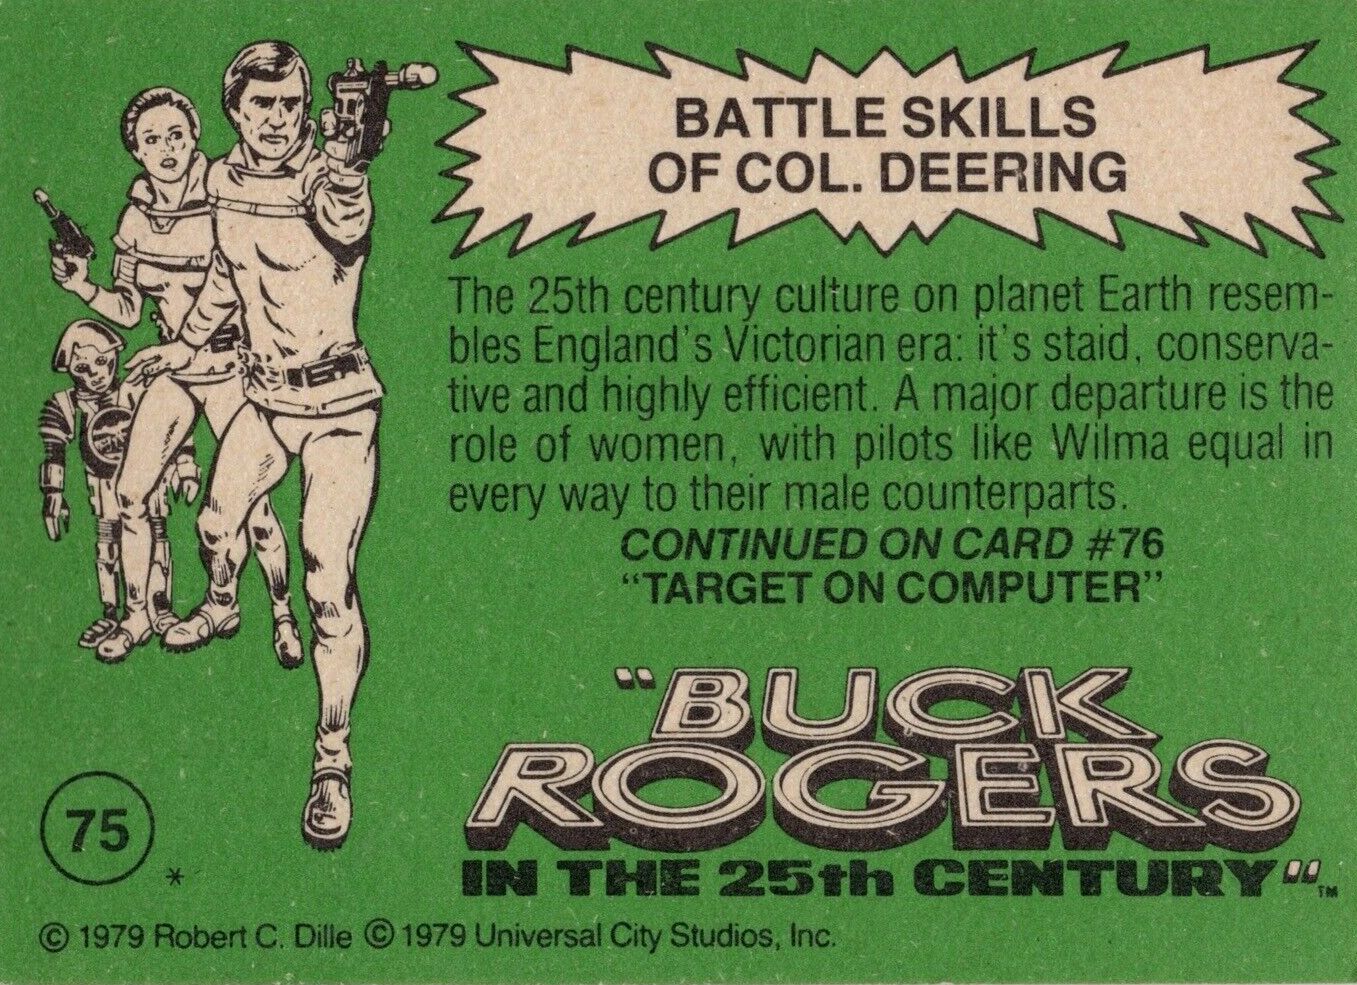 BATTLE SKILLS
OF COL. DEERING
The 25th century culture on planet Earth resem-
bles England's Victorian era: it's staid, conserva-
tive and highly efficient. A major departure is the
role of women, with pilots like Wilma equal in
every way to their male counterparts.
CONTINUED ON CARD #76
"TARGET ON COMPUTER"
"BUCK
ROGERS
IN THE 25th CENTURY"™
75
*
© 1979 Robert C. Dille © 1979 Universal City Studios, Inc.